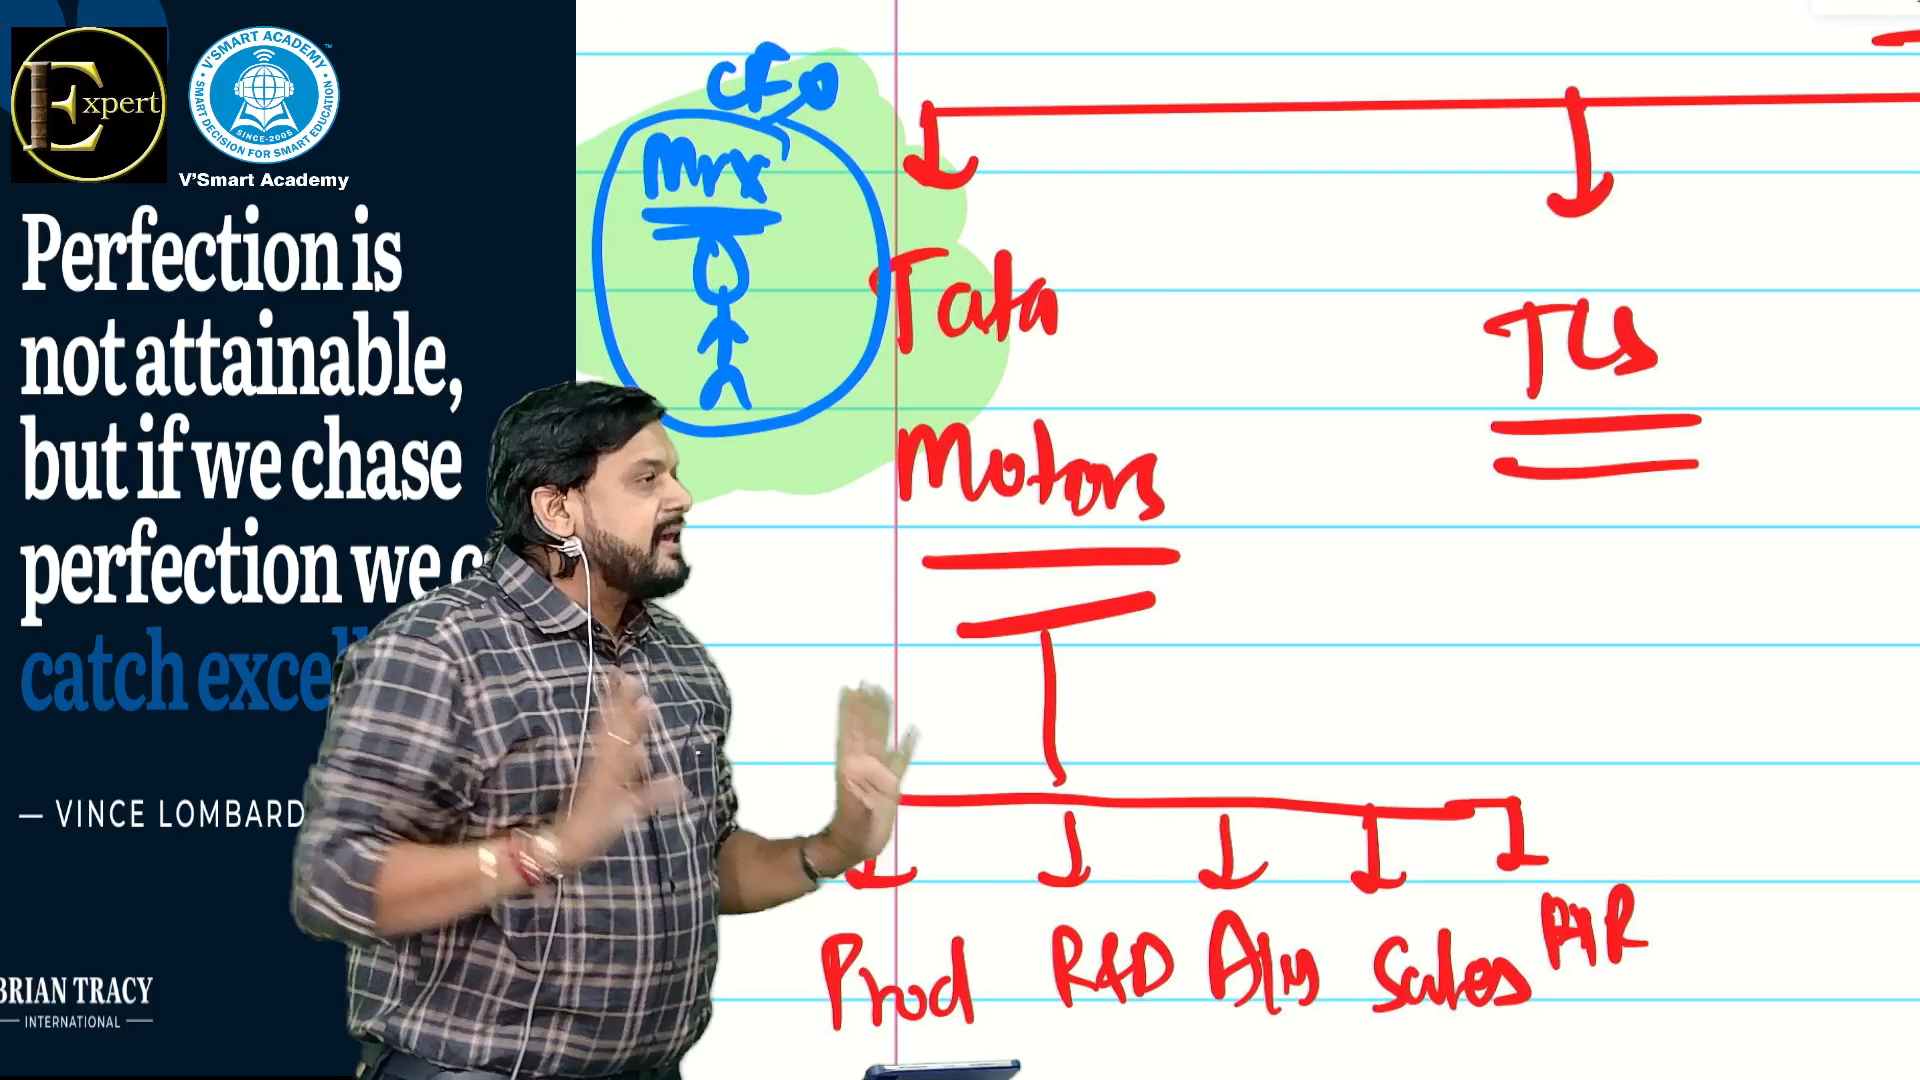 Expert
V'SMART ACADEMY
TM
SMART DECISION FOR SMART EDUCATION
SINCE-2005
V'Smart Academy
Perfection is
not attainable,
but if we chase
perfection we c
catch excel
— VINCE LOMBARD
BRIAN TRACY
INTERNATIONAL
CFO
Mrx
Tata
Motors
TCS
Prod
R&D
Sales
HR